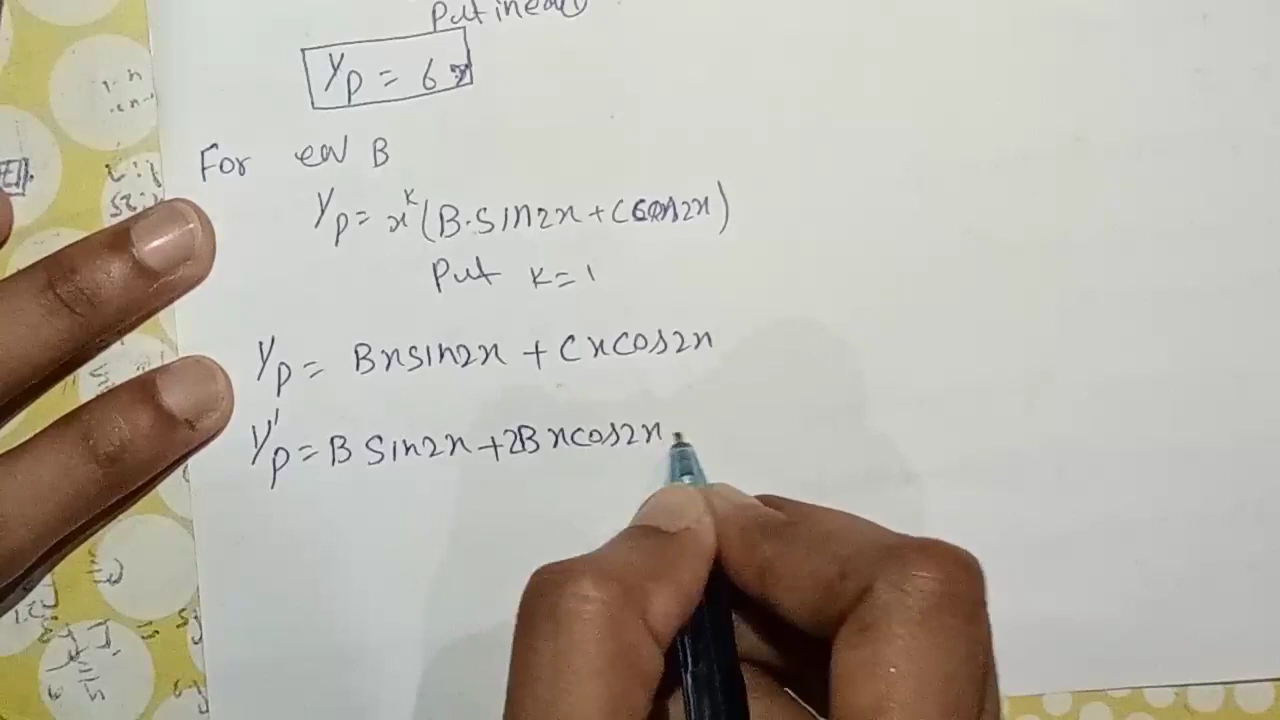 Put in eq ①
Yp = 6
For eq B
Yp = x^k (B.Sin2x + C cos2x)
Put K=1
Yp = Bx sin2x + Cx cos2x
Y'p = B Sin2x + 2Bx cos2x